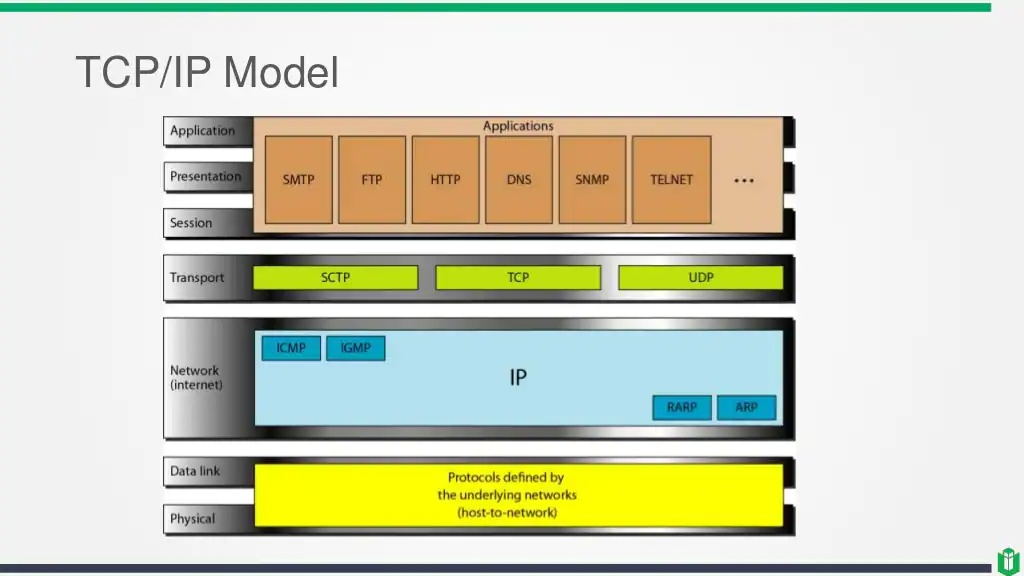 TCP/IP Model
Application
Applications
Presentation
SMTP
FTP
HTTP
DNS
SNMP
TELNET
...
Session
Transport
SCTP
TCP
UDP
Network
(internet)
ICMP
IGMP
IP
RARP
ARP
Data link
Physical
Protocols defined by
the underlying networks
(host-to-network)